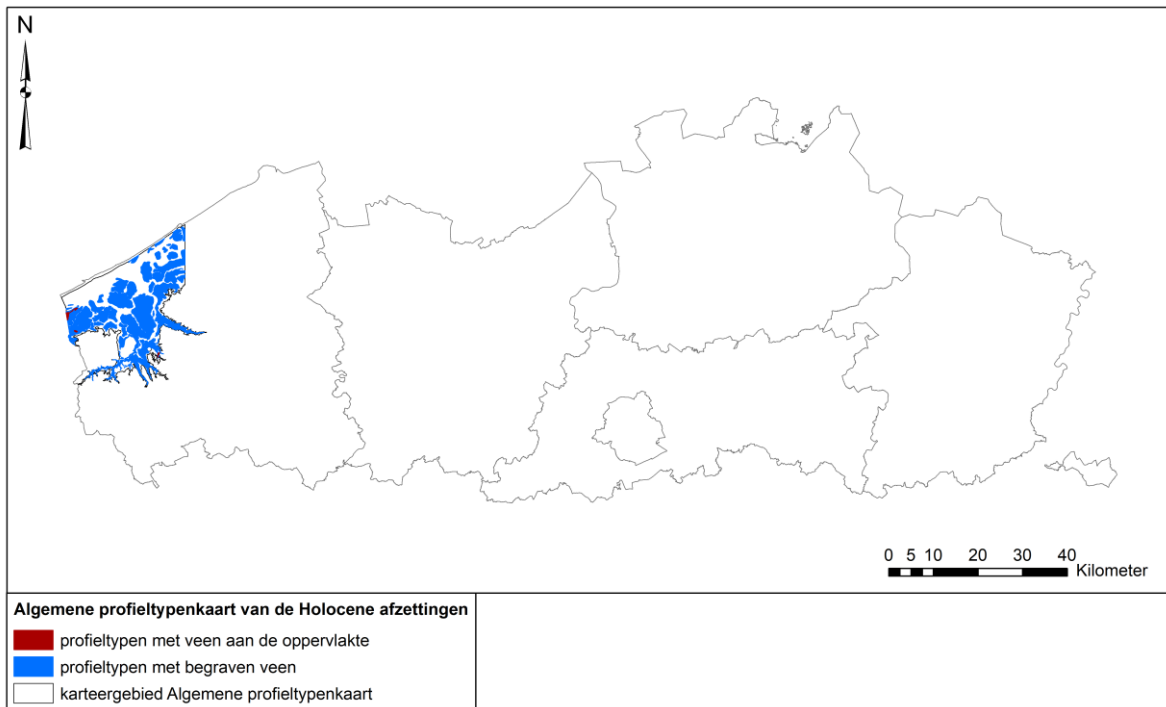 N
0 5 10 20 30 40
Kilometer
Algemene profieltypenkaart van de Holocene afzettingen
profieltypen met veen aan de oppervlakte
profieltypen met begraven veen
karteergebied Algemene profieltypenkaart